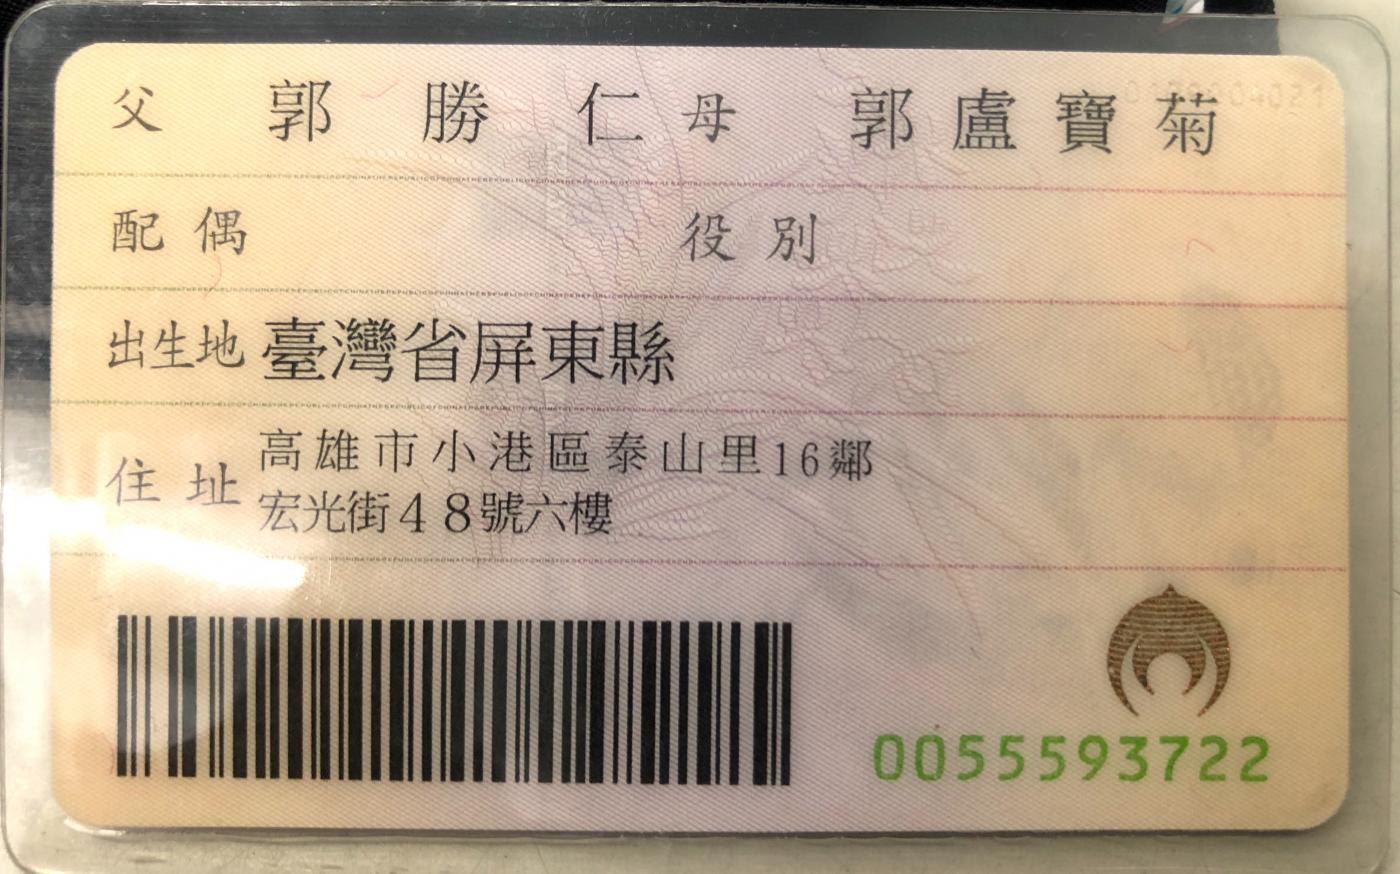 父 郭勝仁 母 郭盧寶菊
配偶 役別
出生地 臺灣省屏東縣
住址 高雄市小港區泰山里16鄰
宏光街48號六樓
0055593722